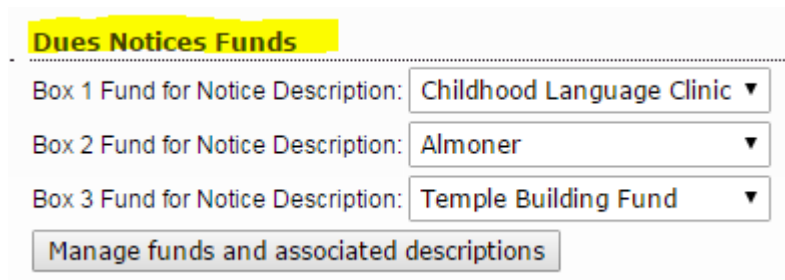 Dues Notices Funds
Box 1 Fund for Notice Description: Childhood Language Clinic
Box 2 Fund for Notice Description: Almoner
Box 3 Fund for Notice Description: Temple Building Fund
Manage funds and associated descriptions